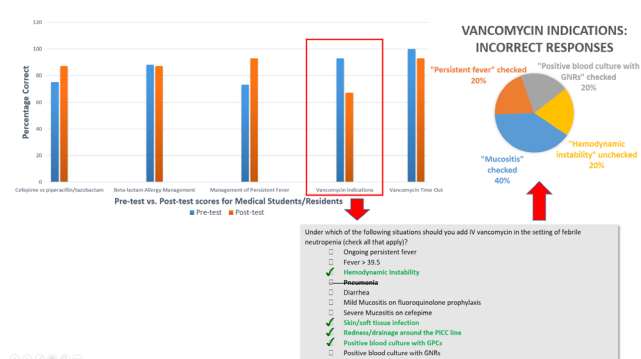 VANCOMYCIN INDICATIONS:
INCORRECT RESPONSES
120
100
80
60
40
20
0
Percentage Correct
Cefepime vs piperacillin/tazobactam
Beta-lactam Allergy Management
Management of Persistent Fever
Vancomycin Indications
Vancomycin Time Out
Pre-test vs. Post-test scores for Medical Students/Residents
Pre-test
Post-test
"Persistent fever" checked
20%
"Positive blood culture with
GNRs" checked
20%
"Hemodynamic
instability" unchecked
20%
"Mucositis"
checked
40%
Under which of the following situations should you add IV vancomycin in the setting of febrile
neutropenia (check all that apply)?
Ongoing persistent fever
Fever > 39.5
Hemodynamic Instability
Pneumonia
Diarrhea
Mild Mucositis on fluoroquinolone prophylaxis
Severe Mucositis on cefepime
Skin/soft tissue infection
Redness/drainage around the PICC line
Positive blood culture with GPCs
Positive blood culture with GNRs